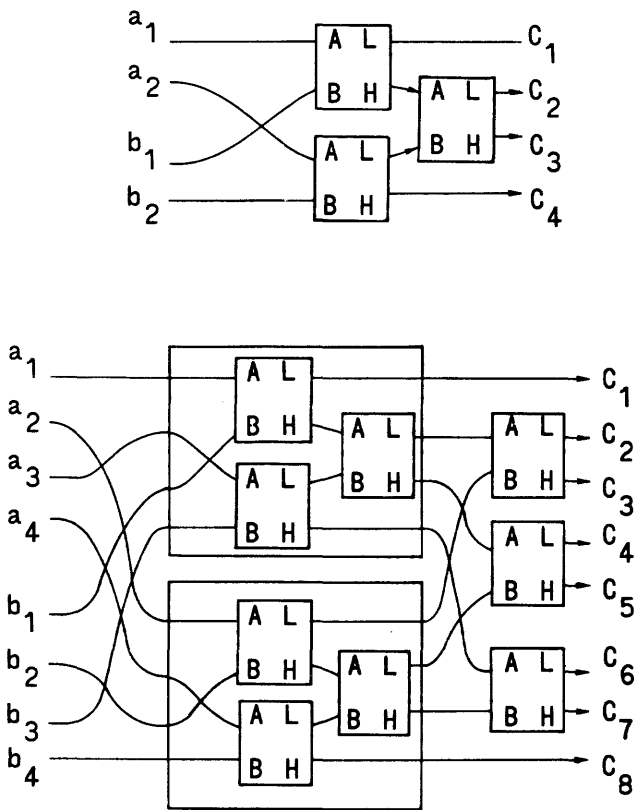 a1 A L C1
a2 B H A L C2
b1 A L B H C3
b2 B H C4
a1 A L C1
a2 B H A L A L C2
a3 A L B H B H C3
a4 B H A L C4
b1 A L B H C5
b2 B H A L A L C6
b3 A L B H B H C7
b4 B H C8